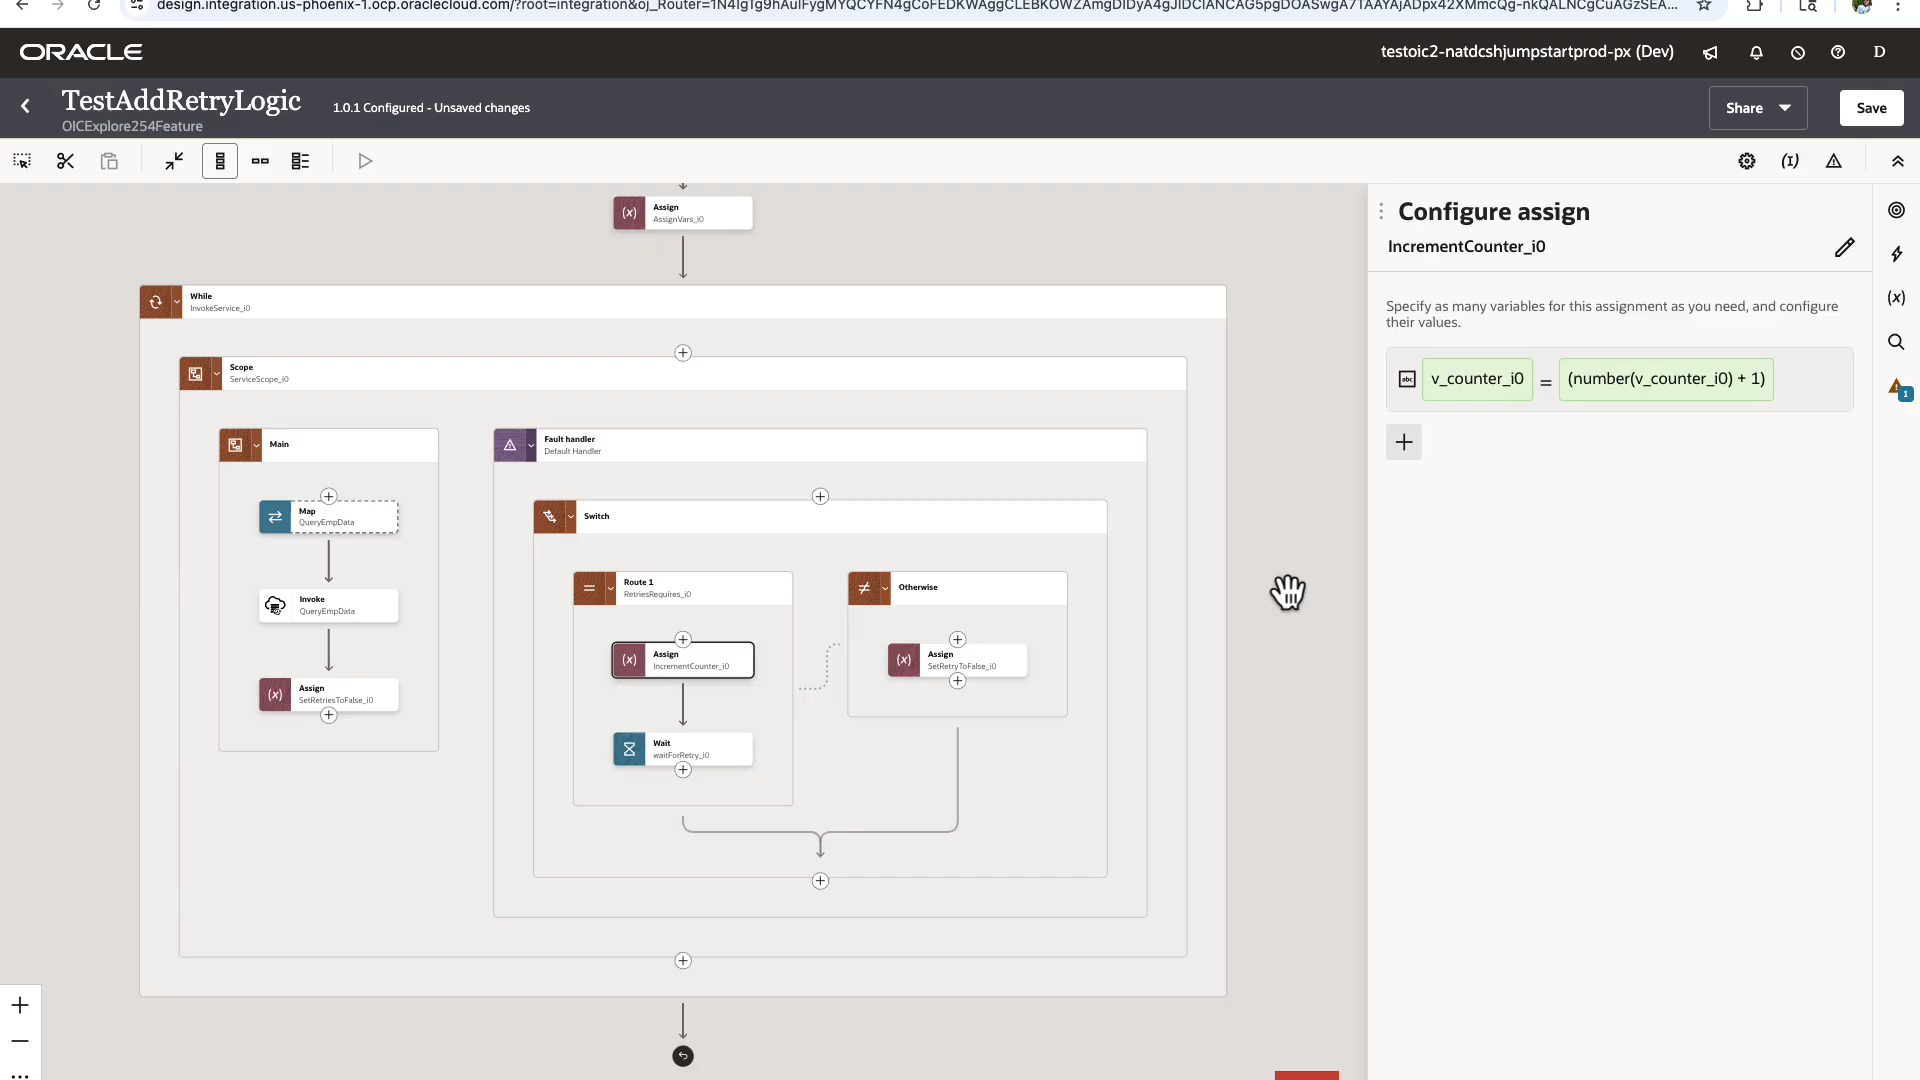 design.integration.us-phoenix-1.ocp.oraclecloud.com/?root=integration&oj_Router=
ORACLE
testoic2-natdcshjumpstartprod-px (Dev)
D
TestAddRetryLogic
1.0.1 Configured - Unsaved changes
OICExplore254Feature
Share
Save
Assign
AssignVars_i0
While
InvokeService_i0
Scope
ServiceScope_i0
Main
Map
QueryEmpData
Invoke
QueryEmpData
Assign
SetRetriesToFalse_i0
Fault handler
Default Handler
Switch
Route 1
RetriesRequires_i0
Assign
IncrementCounter_i0
Wait
waitForRetry_i0
Otherwise
Assign
SetRetryToFalse_i0
Configure assign
IncrementCounter_i0
Specify as many variables for this assignment as you need, and configure
their values.
abc v_counter_i0 = (number(v_counter_i0) + 1)
1